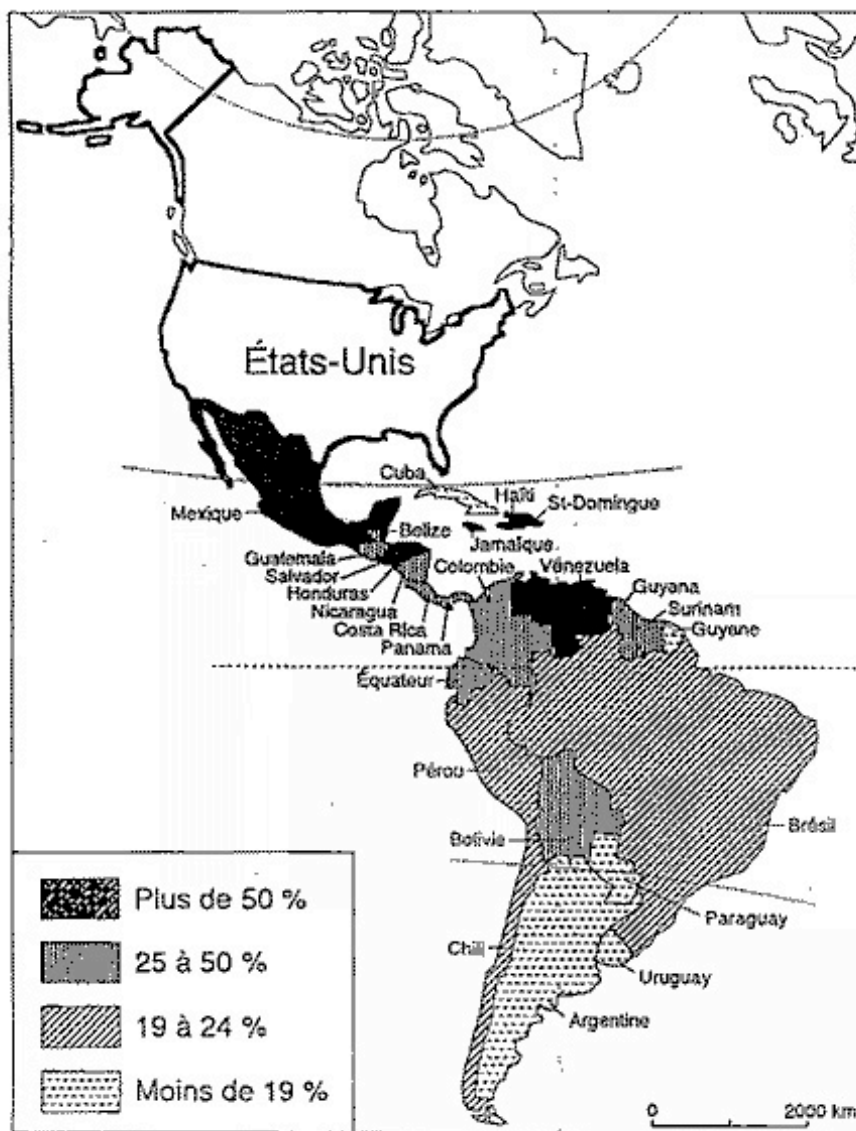 États-Unis
Cuba
Haïti
St-Domingue
Mexique
Belize
Jamaïque
Guatemala
Salvador
Colombie
Vénezuela
Honduras
Guyana
Nicaragua
Surinam
Costa Rica
Guyane
Panama
Équateur
Pérou
Bolivie
Brésil
Paraguay
Chili
Uruguay
Argentine
Plus de 50 %
25 à 50 %
19 à 24 %
Moins de 19 %
0 2000 km